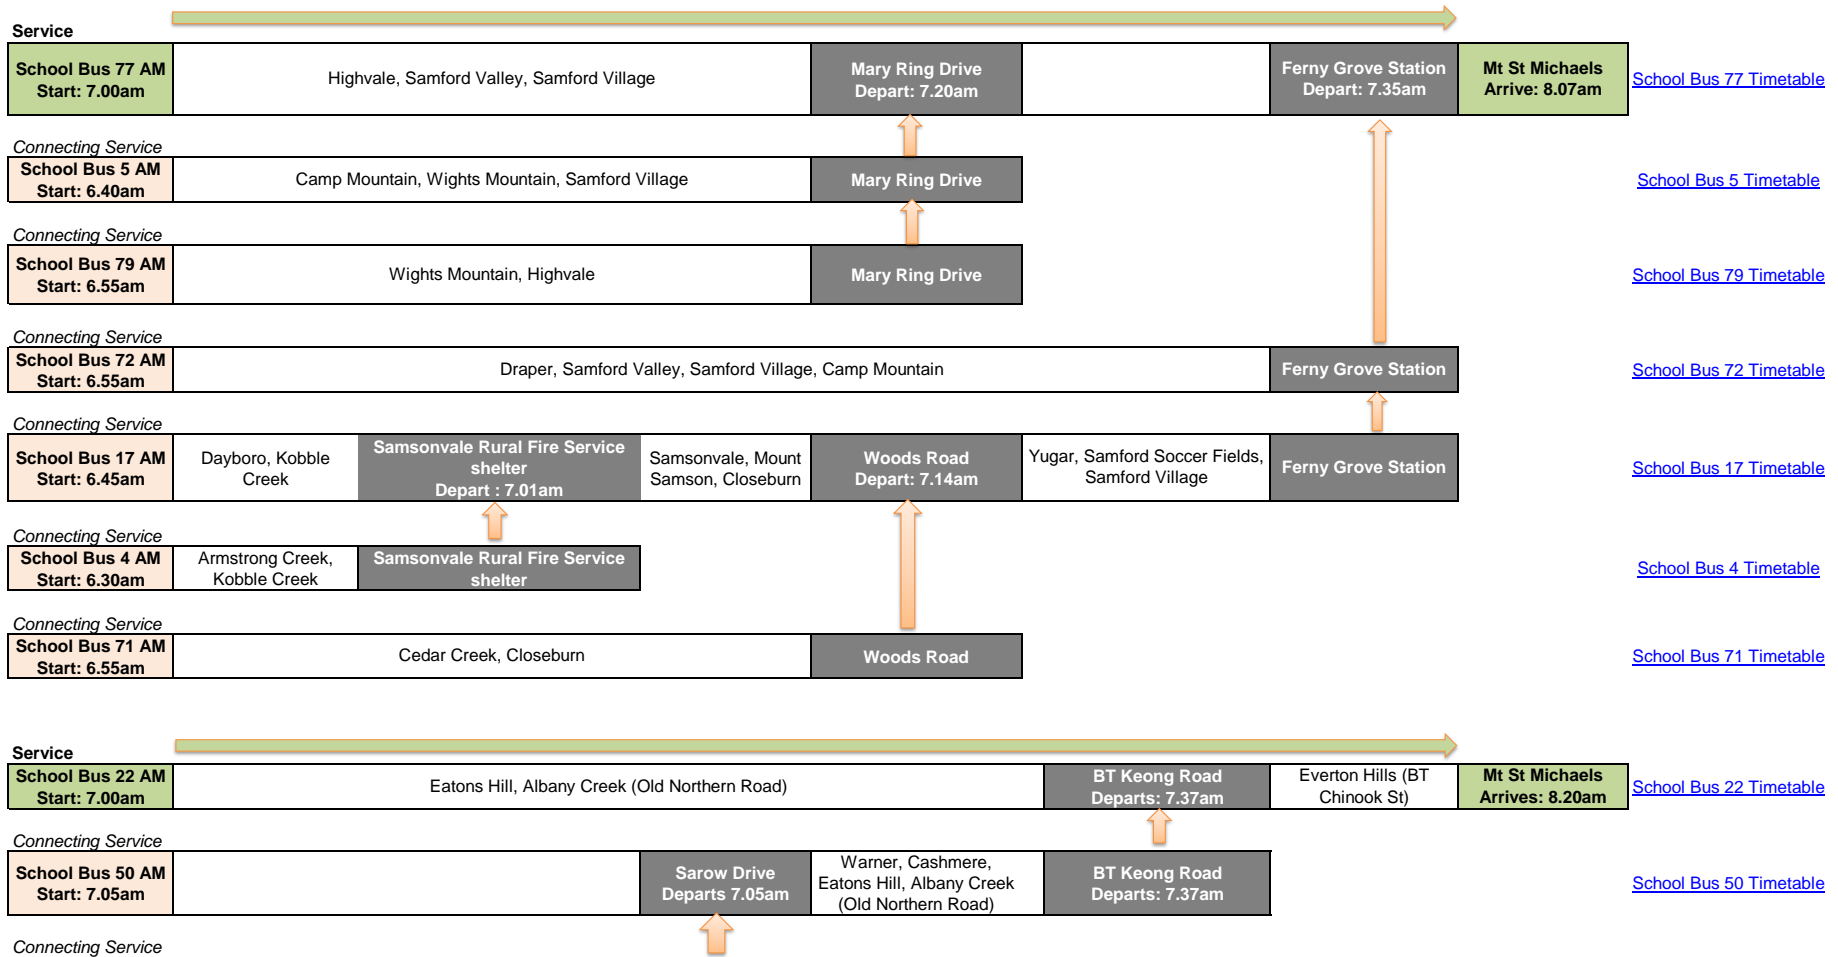 Service
School Bus 77 AM
Start: 7.00am
Highvale, Samford Valley, Samford Village
Mary Ring Drive
Depart: 7.20am
Ferny Grove Station
Depart: 7.35am
Mt St Michaels
Arrive: 8.07am
School Bus 77 Timetable
Connecting Service
School Bus 5 AM
Start: 6.40am
Camp Mountain, Wights Mountain, Samford Village
Mary Ring Drive
School Bus 5 Timetable
Connecting Service
School Bus 79 AM
Start: 6.55am
Wights Mountain, Highvale
Mary Ring Drive
School Bus 79 Timetable
Connecting Service
School Bus 72 AM
Start: 6.55am
Draper, Samford Valley, Samford Village, Camp Mountain
Ferny Grove Station
School Bus 72 Timetable
Connecting Service
School Bus 17 AM
Start: 6.45am
Dayboro, Kobble
Creek
Samsonvale Rural Fire Service
shelter
Depart : 7.01am
Samsonvale, Mount
Samson, Closeburn
Woods Road
Depart: 7.14am
Yugar, Samford Soccer Fields,
Samford Village
Ferny Grove Station
School Bus 17 Timetable
Connecting Service
School Bus 4 AM
Start: 6.30am
Armstrong Creek,
Kobble Creek
Samsonvale Rural Fire Service
shelter
School Bus 4 Timetable
Connecting Service
School Bus 71 AM
Start: 6.55am
Cedar Creek, Closeburn
Woods Road
School Bus 71 Timetable
Service
School Bus 22 AM
Start: 7.00am
Eatons Hill, Albany Creek (Old Northern Road)
BT Keong Road
Departs: 7.37am
Everton Hills (BT
Chinook St)
Mt St Michaels
Arrives: 8.20am
School Bus 22 Timetable
Connecting Service
School Bus 50 AM
Start: 7.05am
Sarow Drive
Departs 7.05am
Warner, Cashmere,
Eatons Hill, Albany Creek
(Old Northern Road)
BT Keong Road
Departs: 7.37am
School Bus 50 Timetable
Connecting Service